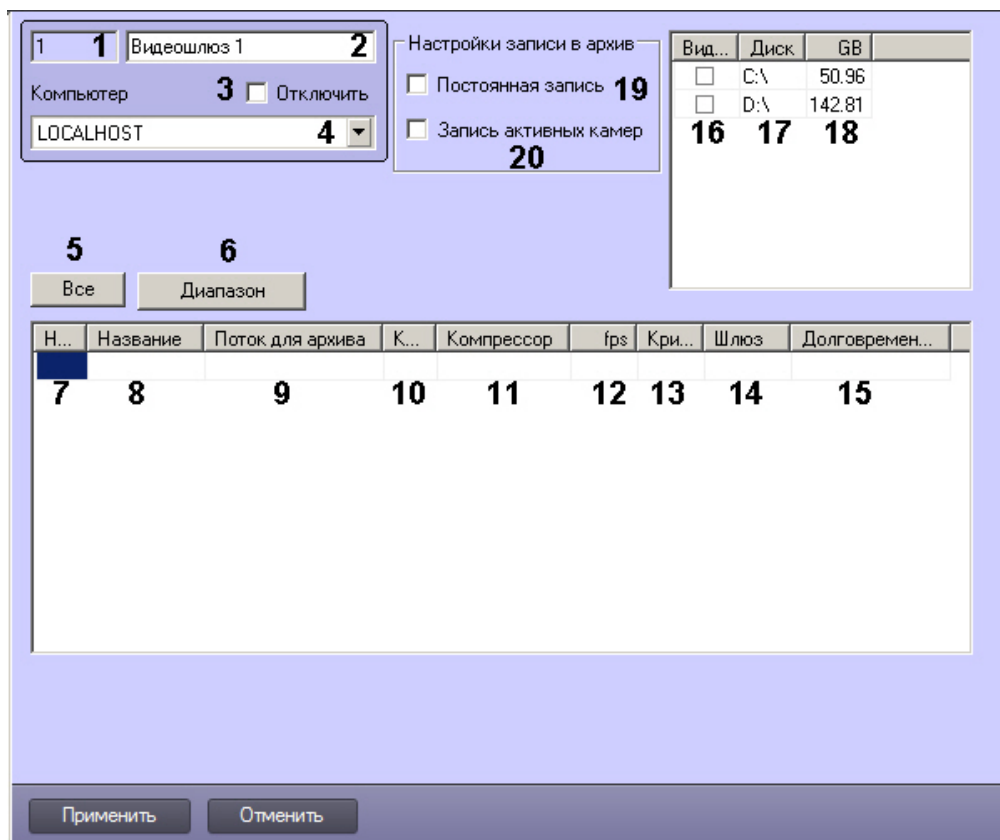 1 1 Видеошлюз 1 2
Компьютер 3 Отключить
LOCALHOST 4
Настройки записи в архив
Постоянная запись 19
Запись активных камер
20
Вид... Диск GB
C:\ 50.96
D:\ 142.81
16 17 18
5 6
Все Диапазон
Н... Название Поток для архива К... Компрессор fps Кри... Шлюз Долговремен...
7 8 9 10 11 12 13 14 15
Применить Отменить